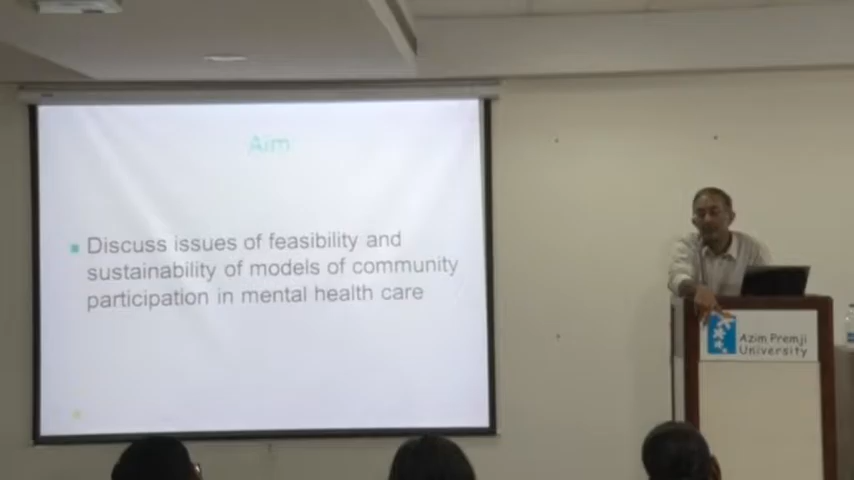 Aim
Discuss issues of feasibility and
sustainability of models of community
participation in mental health care
Azim Premji
University